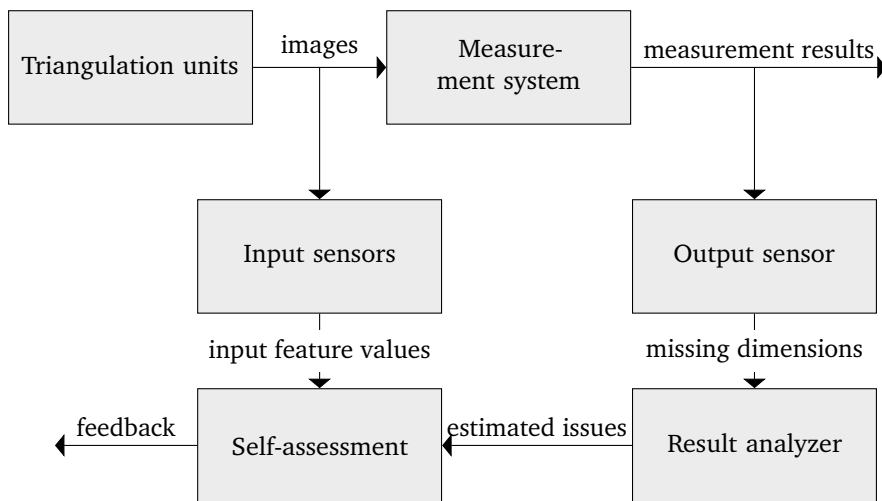 Triangulation units
images
Measure-
ment system
measurement results
Input sensors
Output sensor
input feature values
missing dimensions
feedback
Self-assessment
estimated issues
Result analyzer